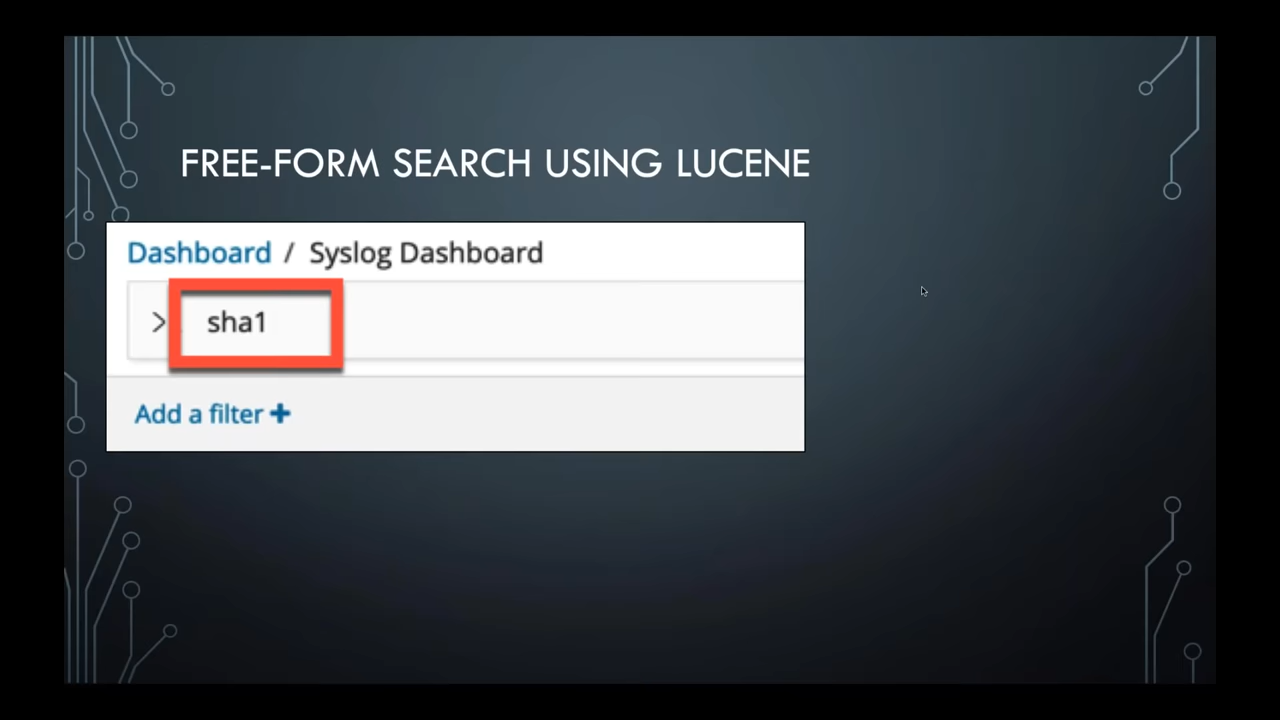 FREE-FORM SEARCH USING LUCENE
Dashboard / Syslog Dashboard
> sha1
Add a filter +